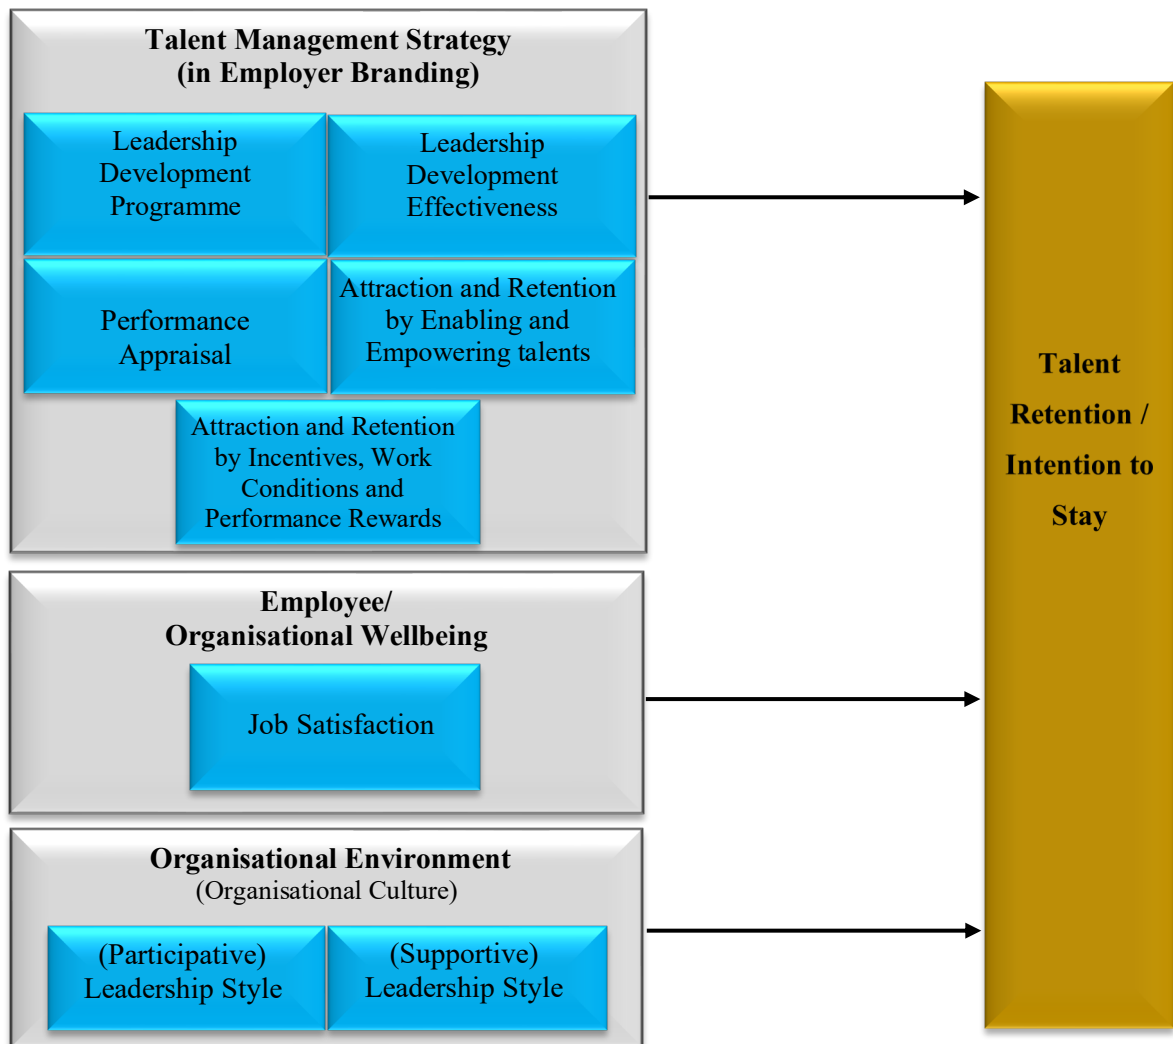 Talent Management Strategy
(in Employer Branding)
Leadership
Development
Programme
Leadership
Development
Effectiveness
Performance
Appraisal
Attraction and Retention
by Enabling and
Empowering talents
Attraction and Retention
by Incentives, Work
Conditions and
Performance Rewards
Employee/
Organisational Wellbeing
Job Satisfaction
Organisational Environment
(Organisational Culture)
(Participative)
Leadership Style
(Supportive)
Leadership Style
Talent
Retention /
Intention to
Stay